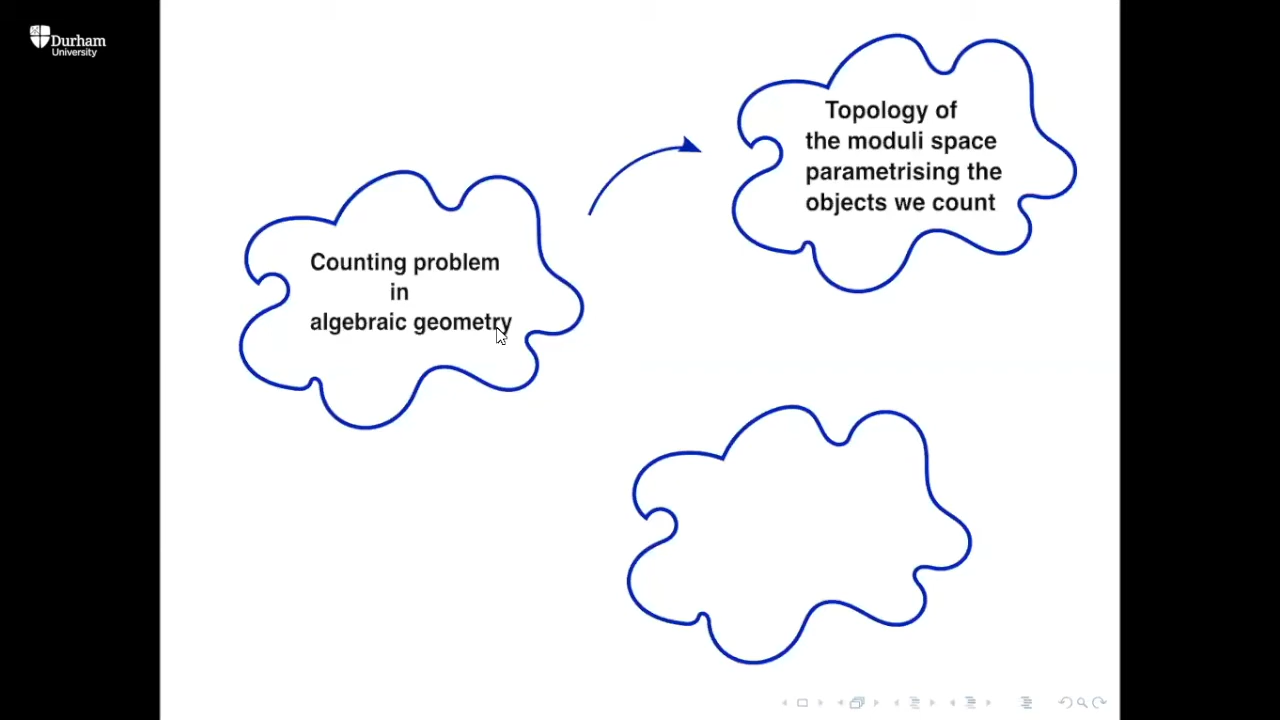 Durham
University
Topology of
the moduli space
parametrising the
objects we count
Counting problem
in
algebraic geometry